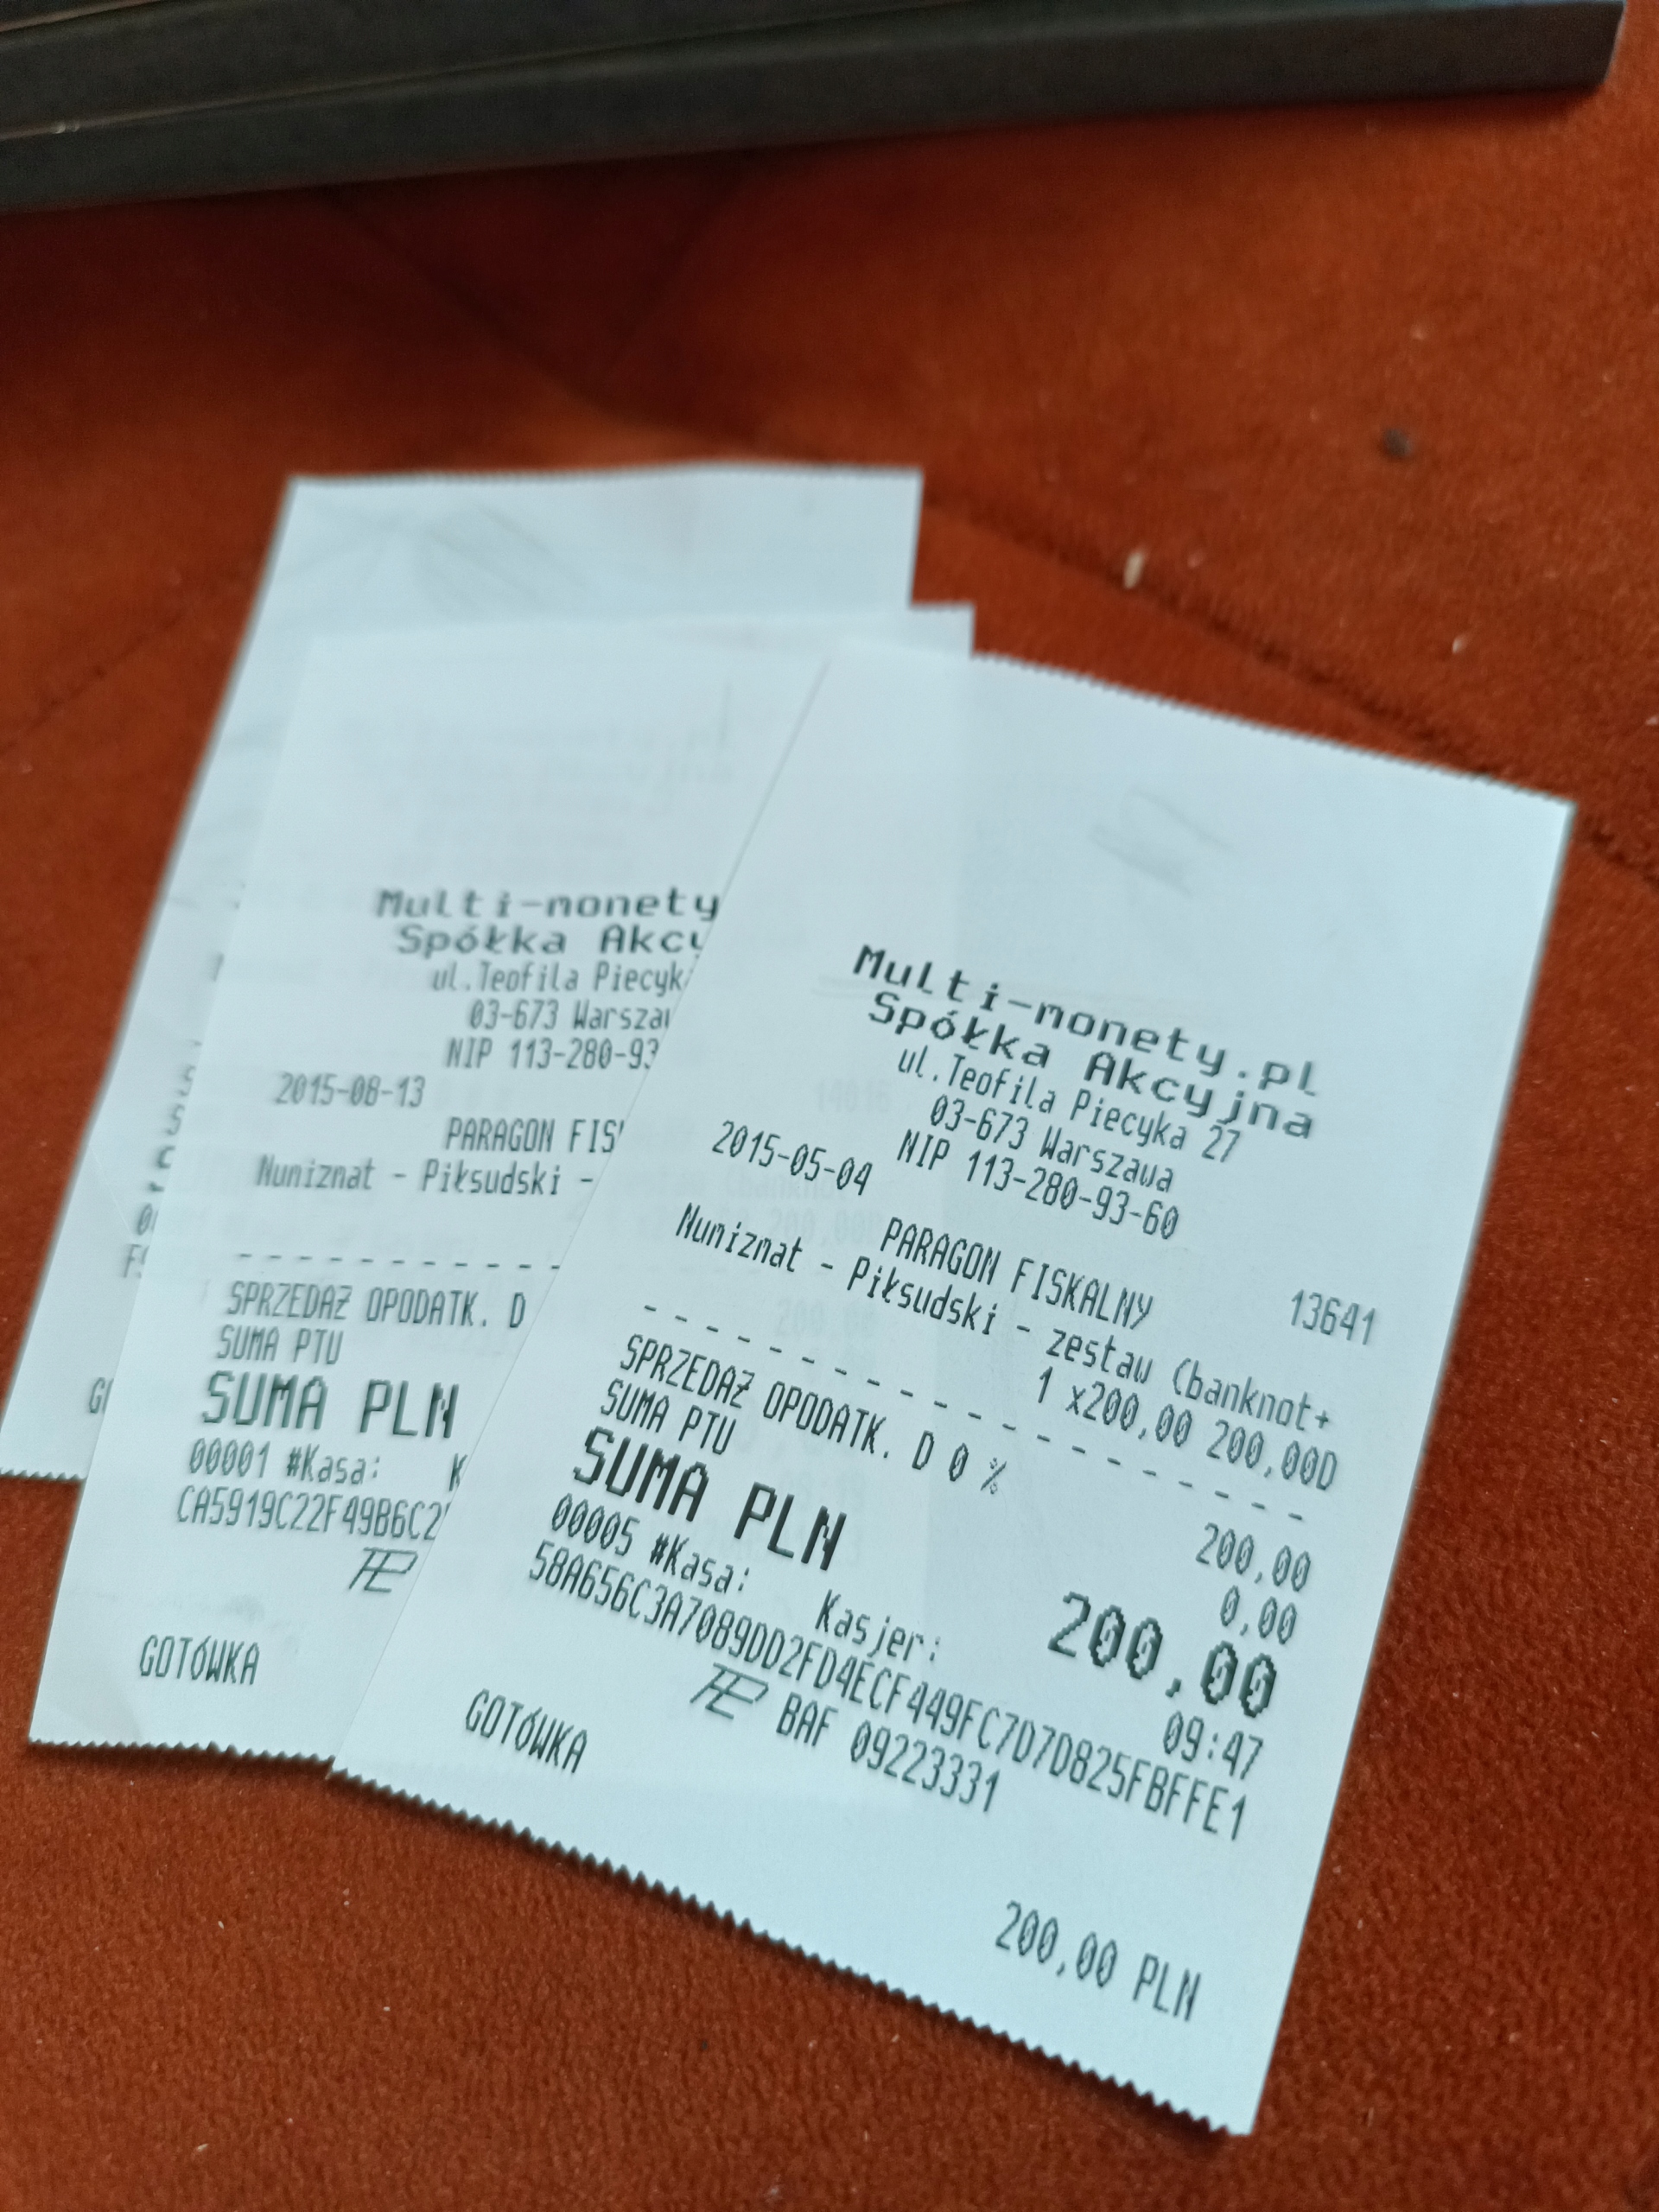 Multi-monety
Spółka Akcy
ul.Teofila Piecyk
03-673 Warsza
NIP 113-280-93
2015-08-13
PARAGON FIS
Numizmat - Piłsudski -
SPRZEDAŻ OPODATK. D
SUMA PTU
SUMA PLN
00001 #Kasa: K
CA5919C22F49B6C2
GOTÓWKA
Multi-monety.pl
Spółka Akcyjna
ul.Teofila Piecyka 27
03-673 Warszawa
NIP 113-280-93-60
2015-05-04 13641
PARAGON FISKALNY
Numizmat - Piłsudski - zestaw (banknot+
1 x200,00 200,00D
SPRZEDAŻ OPODATK. D 0 % 200,00
SUMA PTU 0,00
SUMA PLN 200,00
00005 #Kasa: Kasjer: 09:47
58A656C3A7089DD2FD4ECF449FC7D7D825FBFFE1
BAF 09223331
GOTÓWKA 200,00 PLN